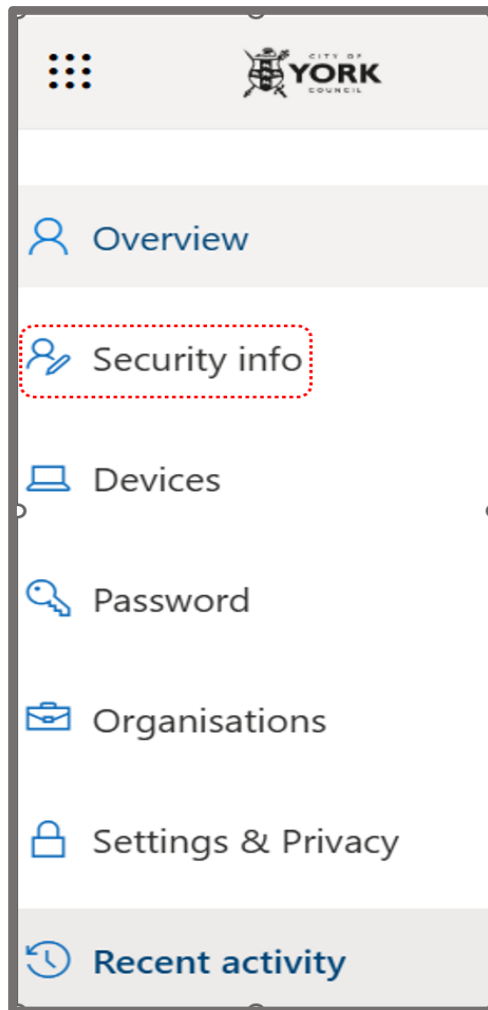 CITY OF
YORK
COUNCIL
Overview
Security info
Devices
Password
Organisations
Settings & Privacy
Recent activity